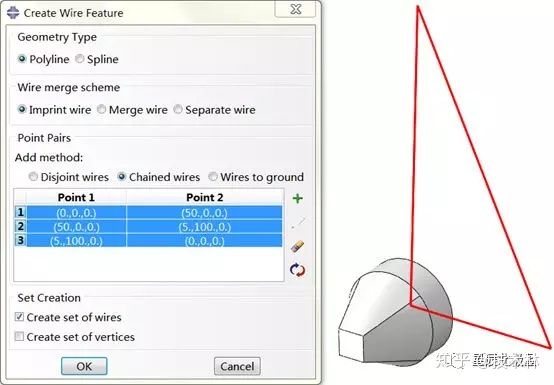 Create Wire Feature
Geometry Type
Polyline Spline
Wire merge scheme
Imprint wire Merge wire Separate wire
Point Pairs
Add method:
Disjoint wires Chained wires Wires to ground
Point 1 Point 2
1 (0.,0.,0.) (50.,0.,0.)
2 (50.,0.,0.) (5.,100.,0.)
3 (5.,100.,0.) (0.,0.,0.)
Set Creation
Create set of wires
Create set of vertices
OK Cancel
知乎